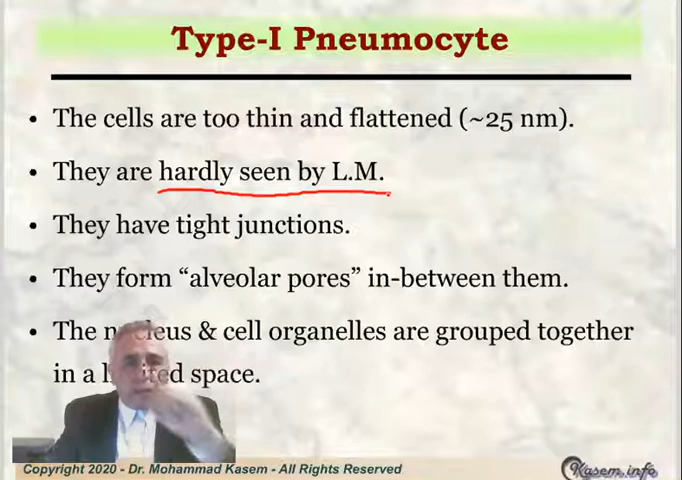 Type-I Pneumocyte
• The cells are too thin and flattened (~25 nm).
• They are hardly seen by L.M.
• They have tight junctions.
• They form “alveolar pores” in-between them.
• The nucleus & cell organelles are grouped together
in a limited space.
Copyright 2020 - Dr. Mohammad Kasem - All Rights Reserved
Kasem.info